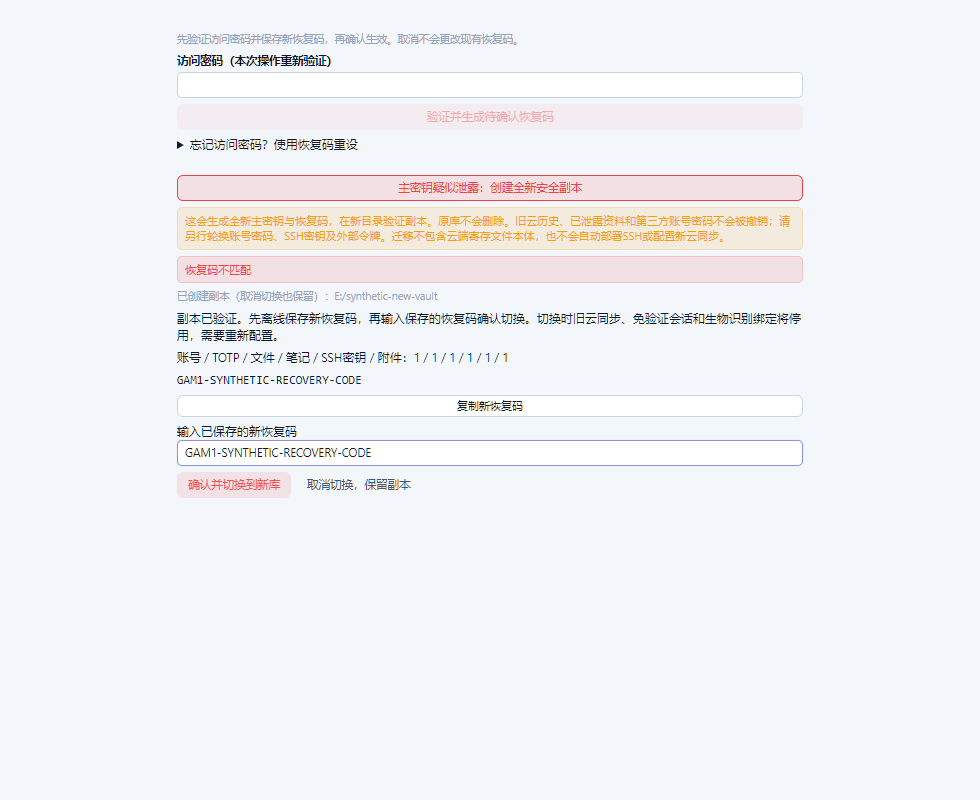 先验证访问密码并保存新恢复码，再确认生效。取消不会更改现有恢复码。
访问密码（本次操作重新验证）
验证并生成待确认恢复码
▶ 忘记访问密码？使用恢复码重设
主密钥疑似泄露：创建全新安全副本
这会生成全新主密钥与恢复码，在新目录验证副本。原库不会删除。旧云历史、已泄露资料和第三方账号密码不会被撤销；请
另行轮换账号密码、SSH密钥及外部令牌。迁移不包含云端寄存文件本体，也不会自动部署SSH或配置新云同步。
恢复码不匹配
已创建副本（取消切换也保留）：E:/synthetic-new-vault
副本已验证。先离线保存新恢复码，再输入保存的恢复码确认切换。切换时旧云同步、免验证会话和生物识别绑定将停
用，需要重新配置。
账号 / TOTP / 文件 / 笔记 / SSH密钥 / 附件：1 / 1 / 1 / 1 / 1 / 1
GAM1-SYNTHETIC-RECOVERY-CODE
复制新恢复码
输入已保存的新恢复码
GAM1-SYNTHETIC-RECOVERY-CODE
确认并切换到新库 取消切换，保留副本